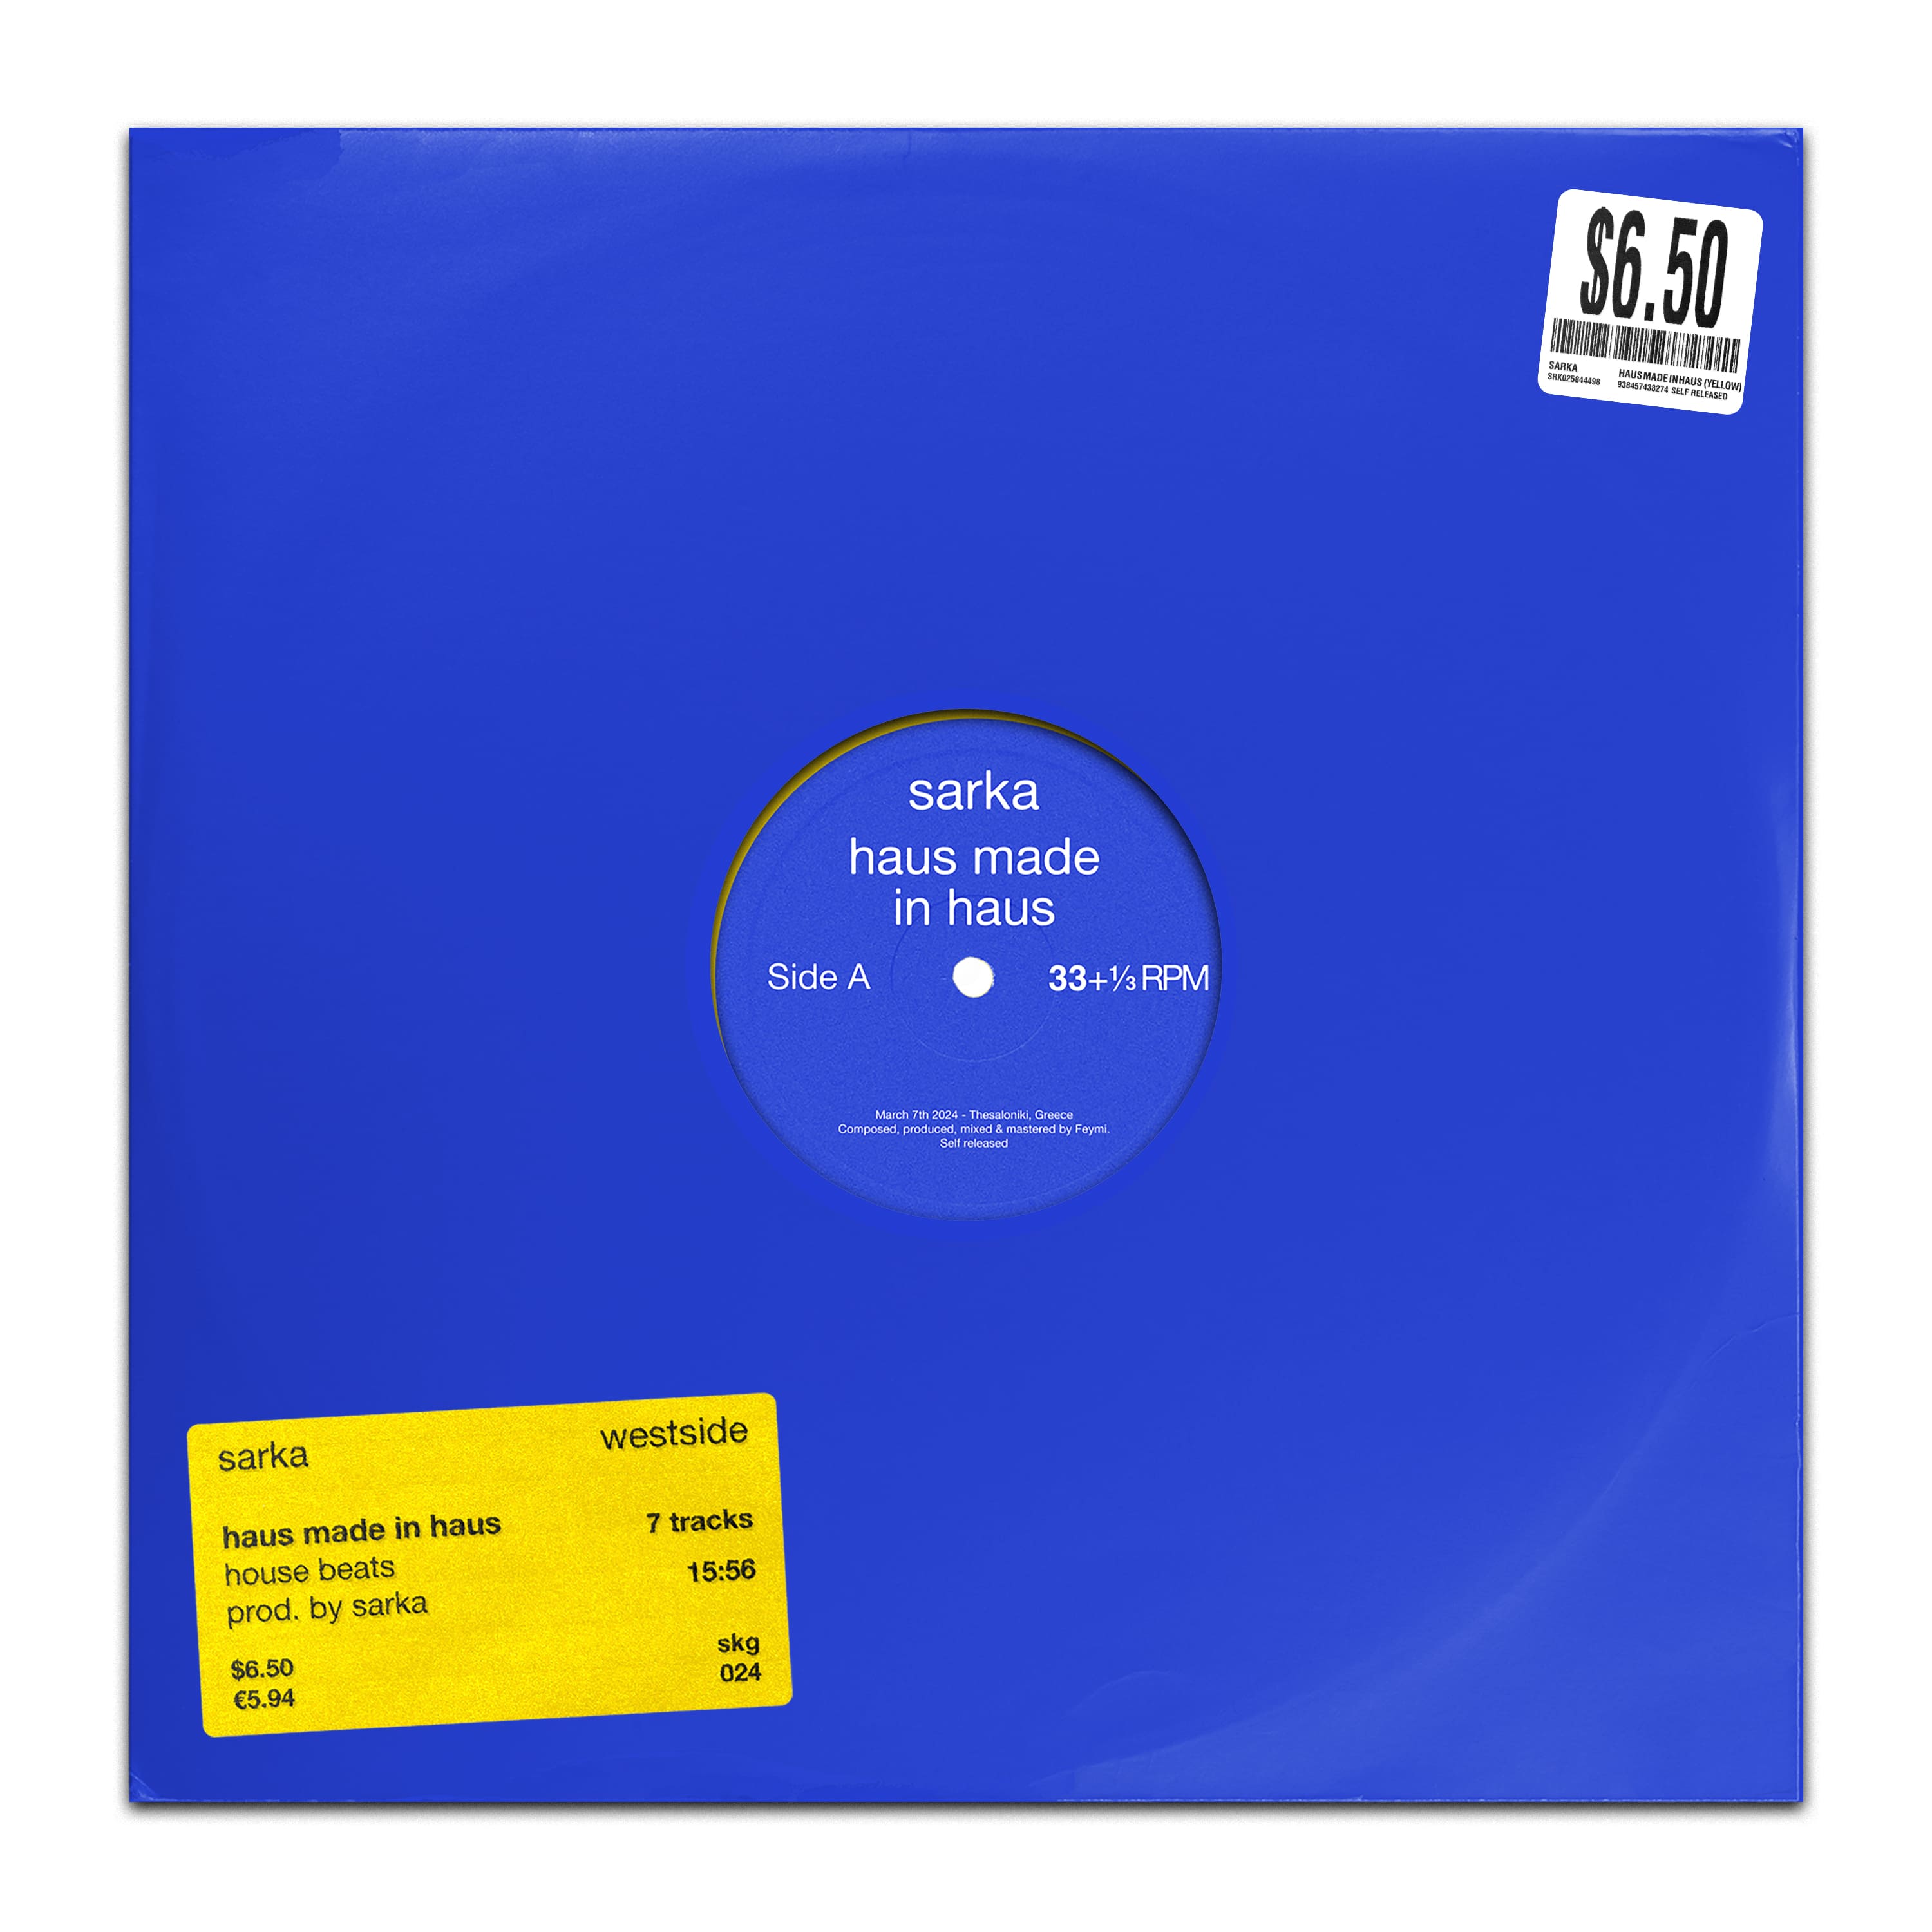 $6.50
SARKA
SRK025844498
HAUS MADE IN HAUS (YELLOW)
938457438274 SELF RELEASED
sarka
haus made
in haus
Side A
33+⅓ RPM
March 7th 2024 - Thesaloniki, Greece
Composed, produced, mixed & mastered by Feymi.
Self released
sarka
westside
haus made in haus
house beats
prod. by sarka
7 tracks
15:56
$6.50
€5.94
skg
024